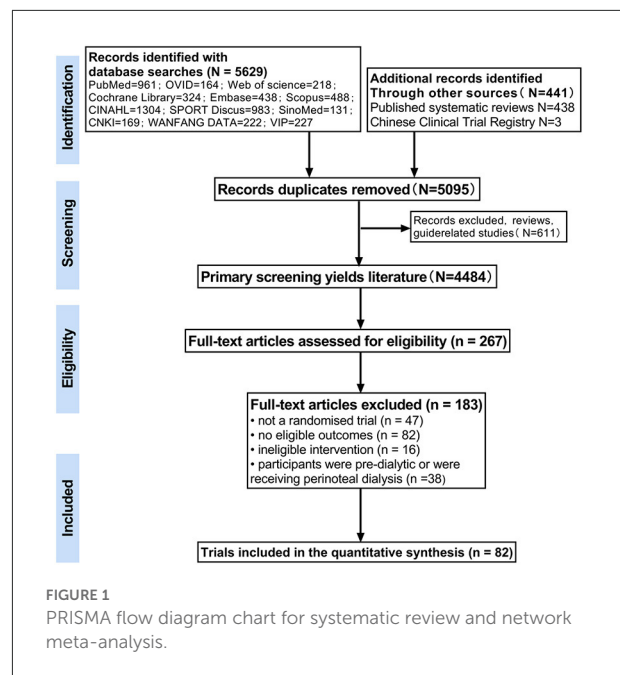 Identification
Records identified with
database searches (N = 5629)
PubMed=961; OVID=164; Web of science=218;
Cochrane Library=324; Embase=438; Scopus=488;
CINAHL=1304; SPORT Discus=983; SinoMed=131;
CNKI=169; WANFANG DATA=222; VIP=227
Additional records identified
Through other sources(N=441)
Published systematic reviews N=438
Chinese Clinical Trial Registry N=3
Screening
Records duplicates removed(N=5095)
Records excluded, reviews,
guiderelated studies(N=611)
Primary screening yields literature(N=4484)
Eligibility
Full-text articles assessed for eligibility (n = 267)
Full-text articles excluded (n = 183)
• not a randomised trial (n = 47)
• no eligible outcomes (n = 82)
• ineligible intervention (n = 16)
• participants were pre-dialytic or were
receiving perinoteal dialysis (n =38)
Included
Trials included in the quantitative synthesis (n = 82)
FIGURE 1
PRISMA flow diagram chart for systematic review and network
meta-analysis.